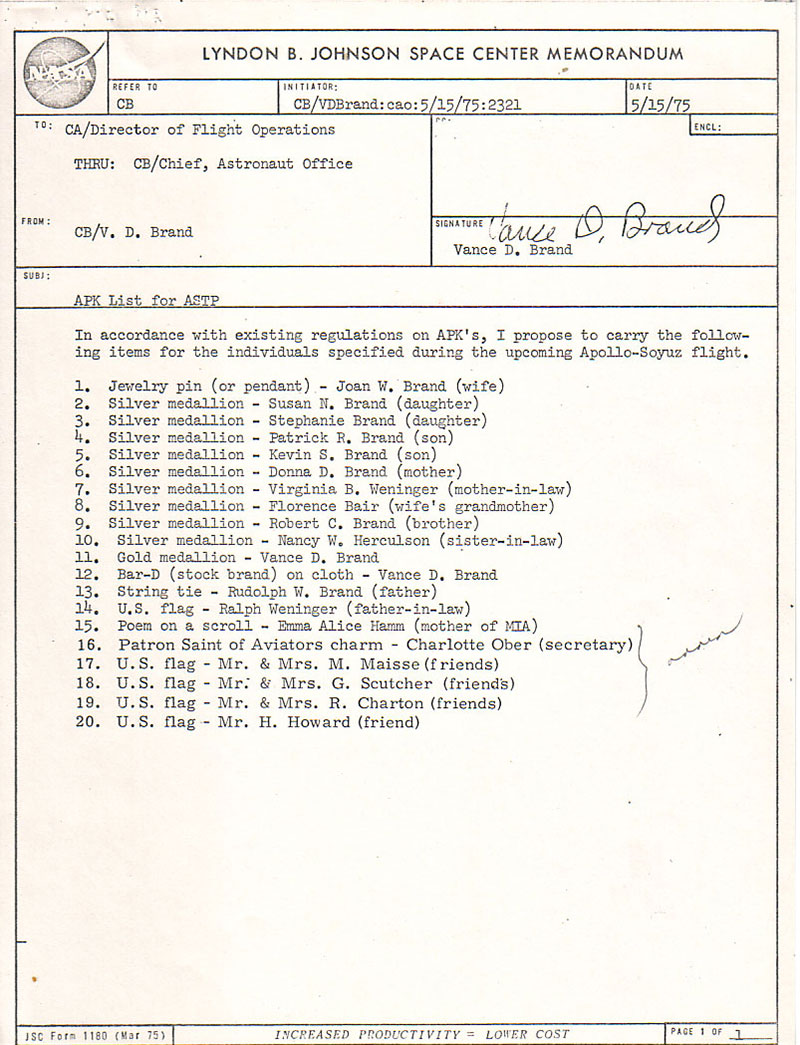 NASA
LYNDON B. JOHNSON SPACE CENTER MEMORANDUM
REFER TO
CB
INITIATOR:
CB/VDBrand:cao:5/15/75:2321
DATE
5/15/75
TO: CA/Director of Flight Operations
THRU: CB/Chief, Astronaut Office
ENCL:
FROM:
CB/V. D. Brand
SIGNATURE Vance D. Brand
Vance D. Brand
SUBJ:
APK List for ASTP
In accordance with existing regulations on APK's, I propose to carry the follow-
ing items for the individuals specified during the upcoming Apollo-Soyuz flight.
1. Jewelry pin (or pendant) - Joan W. Brand (wife)
2. Silver medallion - Susan N. Brand (daughter)
3. Silver medallion - Stephanie Brand (daughter)
4. Silver medallion - Patrick R. Brand (son)
5. Silver medallion - Kevin S. Brand (son)
6. Silver medallion - Donna D. Brand (mother)
7. Silver medallion - Virginia B. Weninger (mother-in-law)
8. Silver medallion - Florence Bair (wife's grandmother)
9. Silver medallion - Robert C. Brand (brother)
10. Silver medallion - Nancy W. Herculson (sister-in-law)
11. Gold medallion - Vance D. Brand
12. Bar-D (stock brand) on cloth - Vance D. Brand
13. String tie - Rudolph W. Brand (father)
14. U.S. flag - Ralph Weninger (father-in-law)
15. Poem on a scroll - Emma Alice Hamm (mother of MIA)
16. Patron Saint of Aviators charm - Charlotte Ober (secretary)
17. U.S. flag - Mr. & Mrs. M. Maisse (friends)
18. U.S. flag - Mr. & Mrs. G. Scutcher (friends)
19. U.S. flag - Mr. & Mrs. R. Charton (friends)
20. U.S. flag - Mr. H. Howard (friend)
JSC Form 1180 (Mar 75)
INCREASED PRODUCTIVITY = LOWER COST
PAGE 1 OF 1